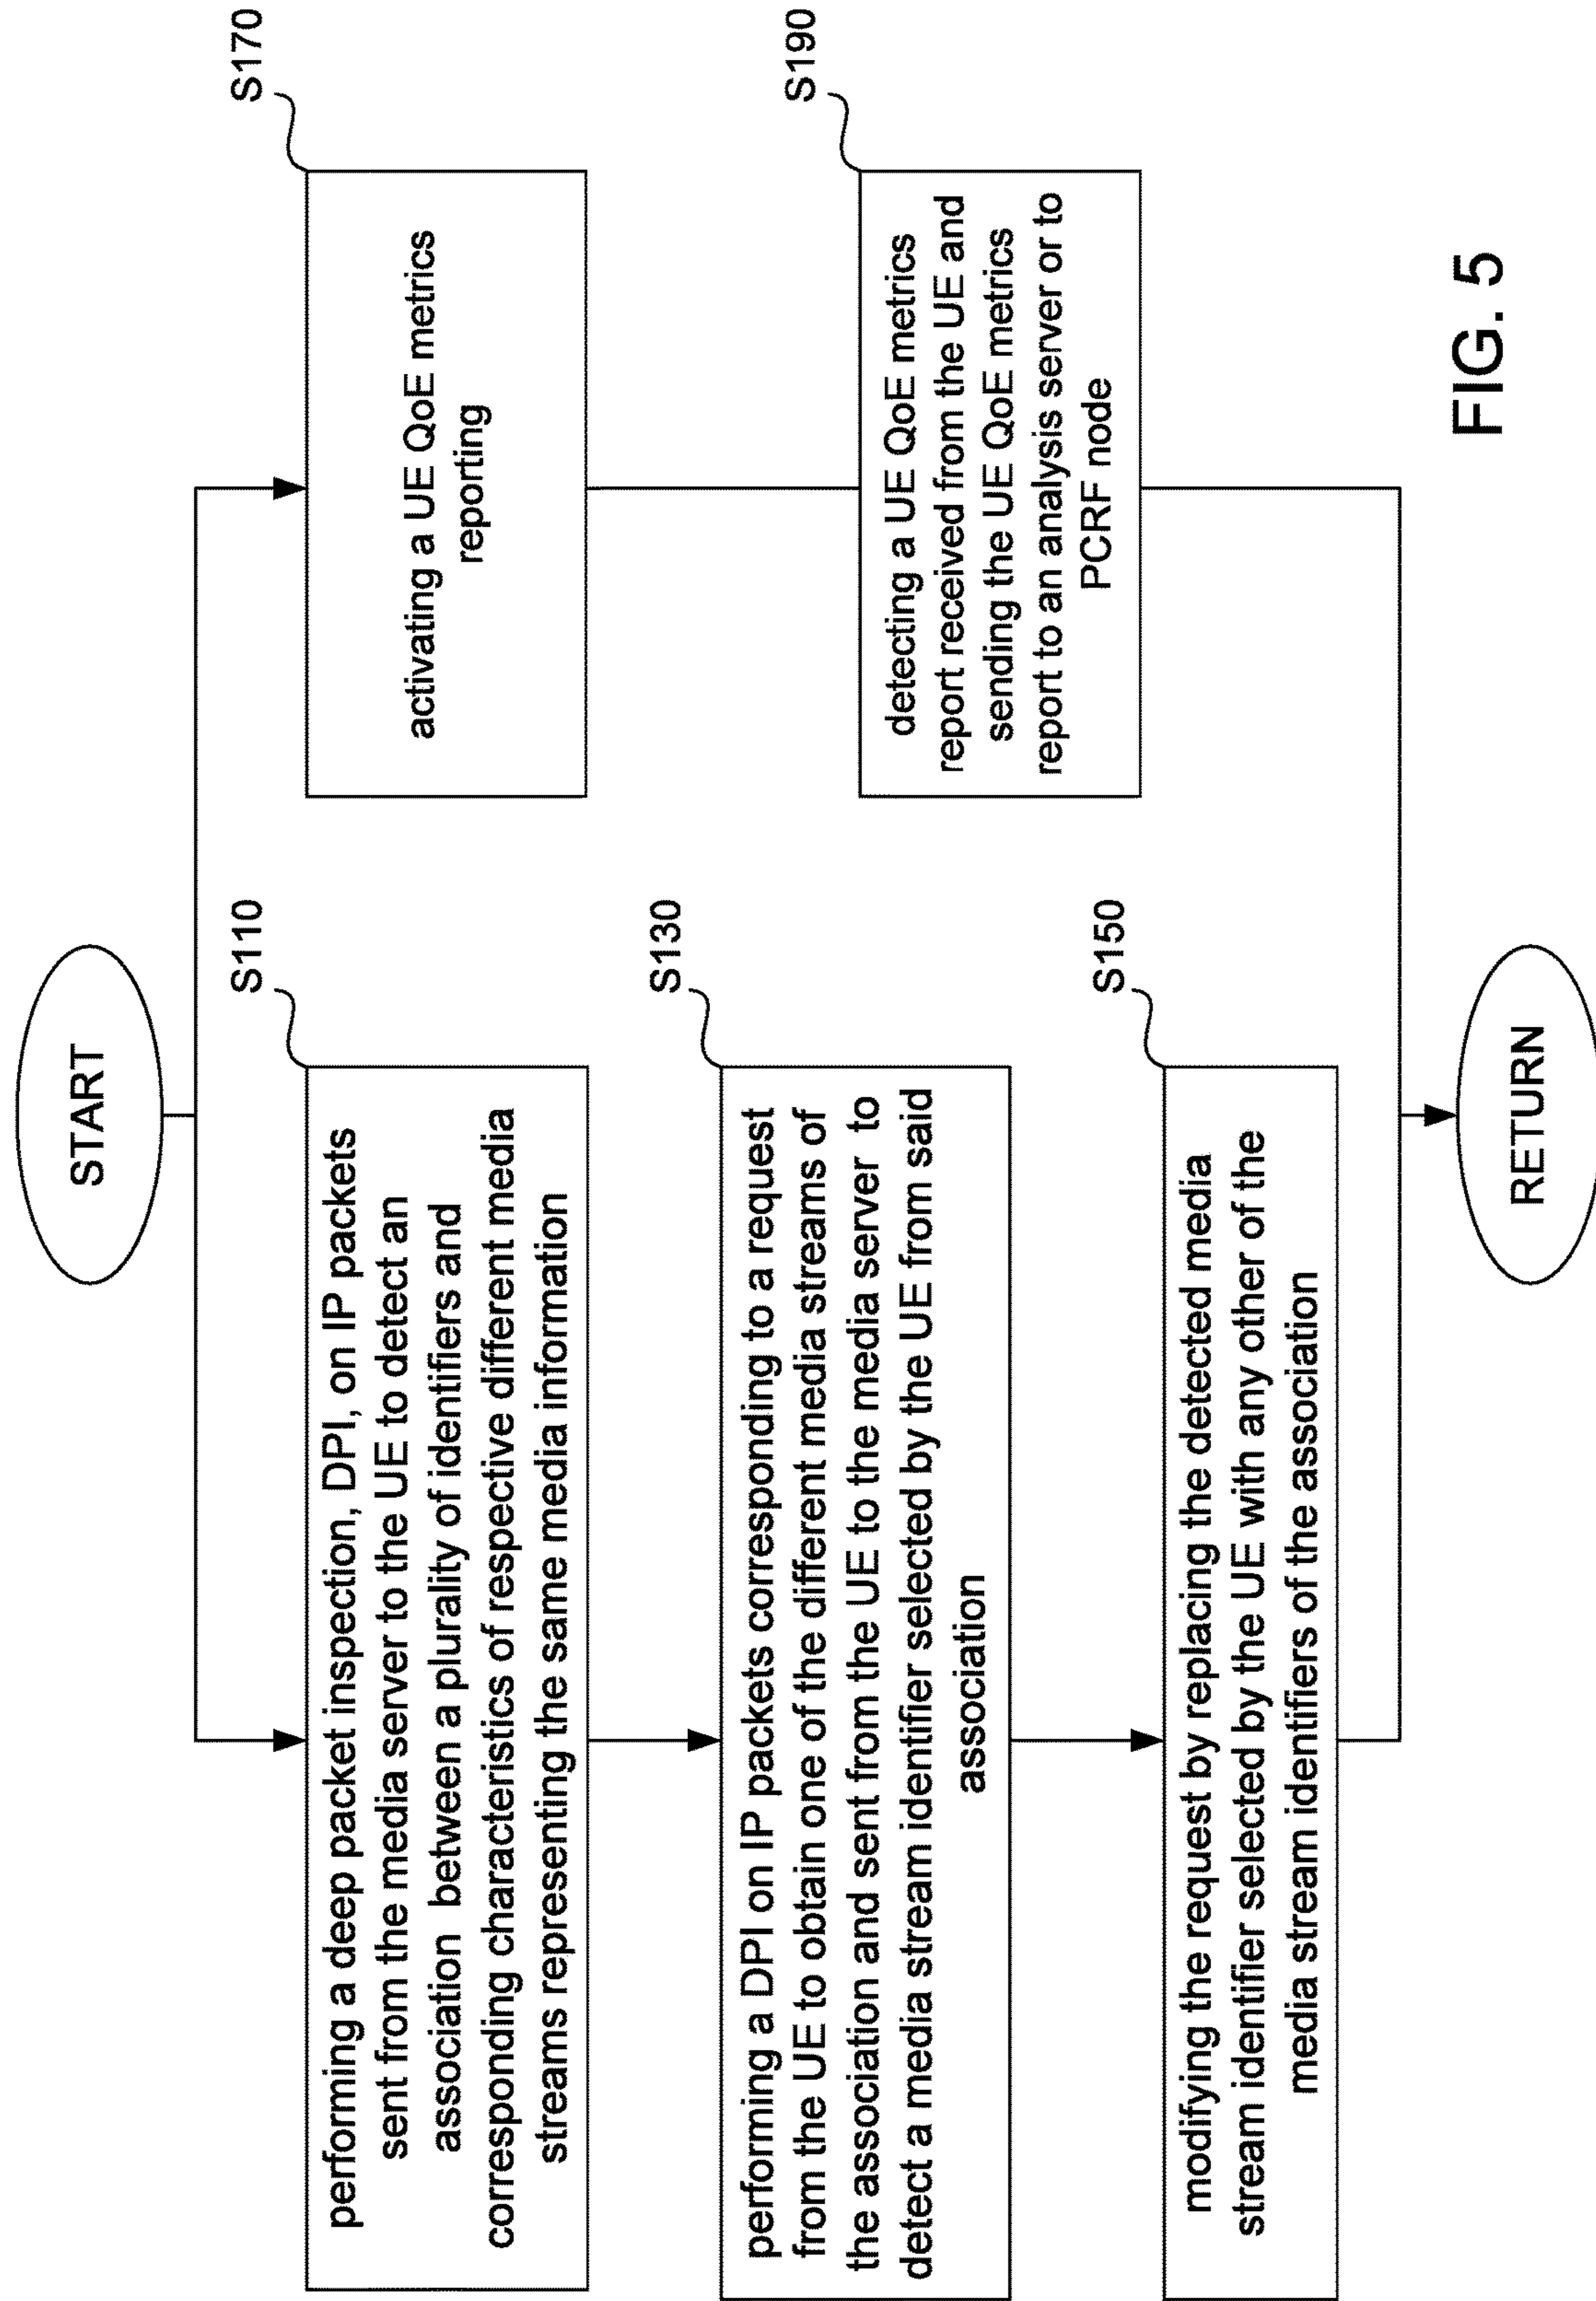 START
S110
performing a deep packet inspection, DPI, on IP packets
sent from the media server to the UE to detect an
association between a plurality of identifiers and
corresponding characteristics of respective different media
streams representing the same media information
S130
performing a DPI on IP packets corresponding to a request
from the UE to obtain one of the different media streams of
the association and sent from the UE to the media server to
detect a media stream identifier selected by the UE from said
association
S150
modifying the request by replacing the detected media
stream identifier selected by the UE with any other of the
media stream identifiers of the association
S170
activating a UE QoE metrics
reporting
S190
detecting a UE QoE metrics
report received from the UE and
sending the UE QoE metrics
report to an analysis server or to
PCRF node
RETURN
FIG. 5